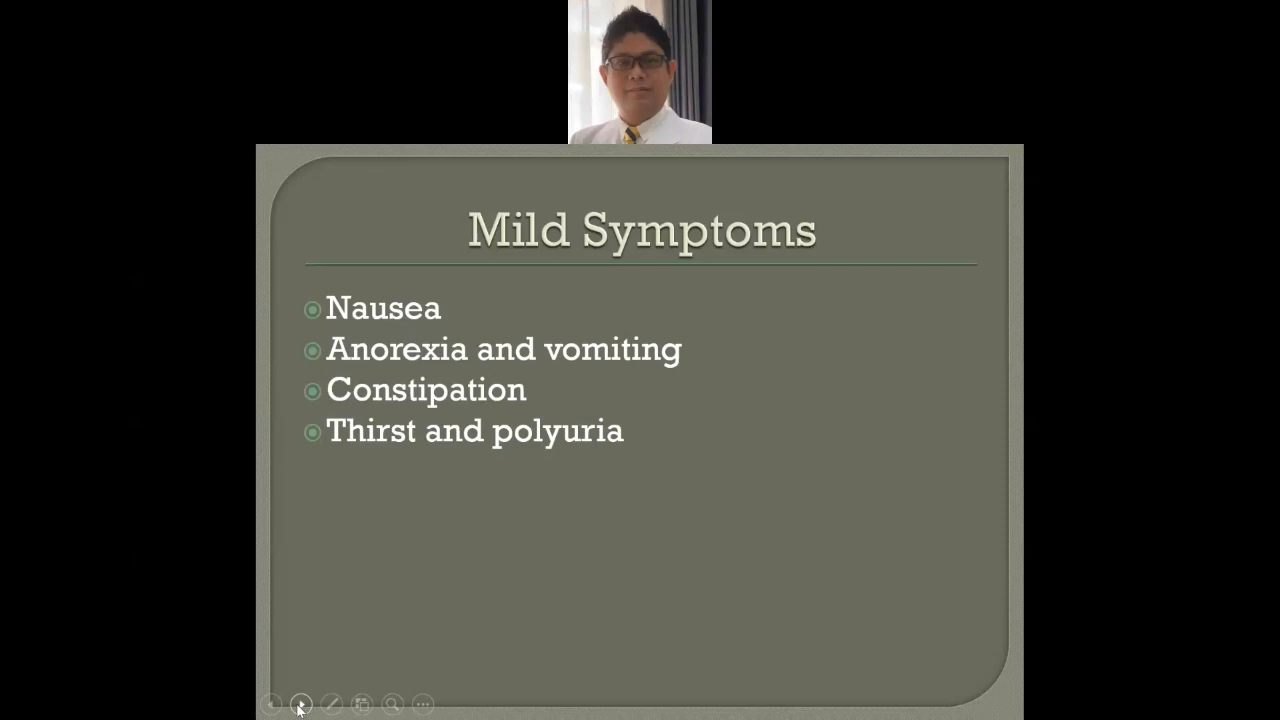 Mild Symptoms
Nausea
Anorexia and vomiting
Constipation
Thirst and polyuria